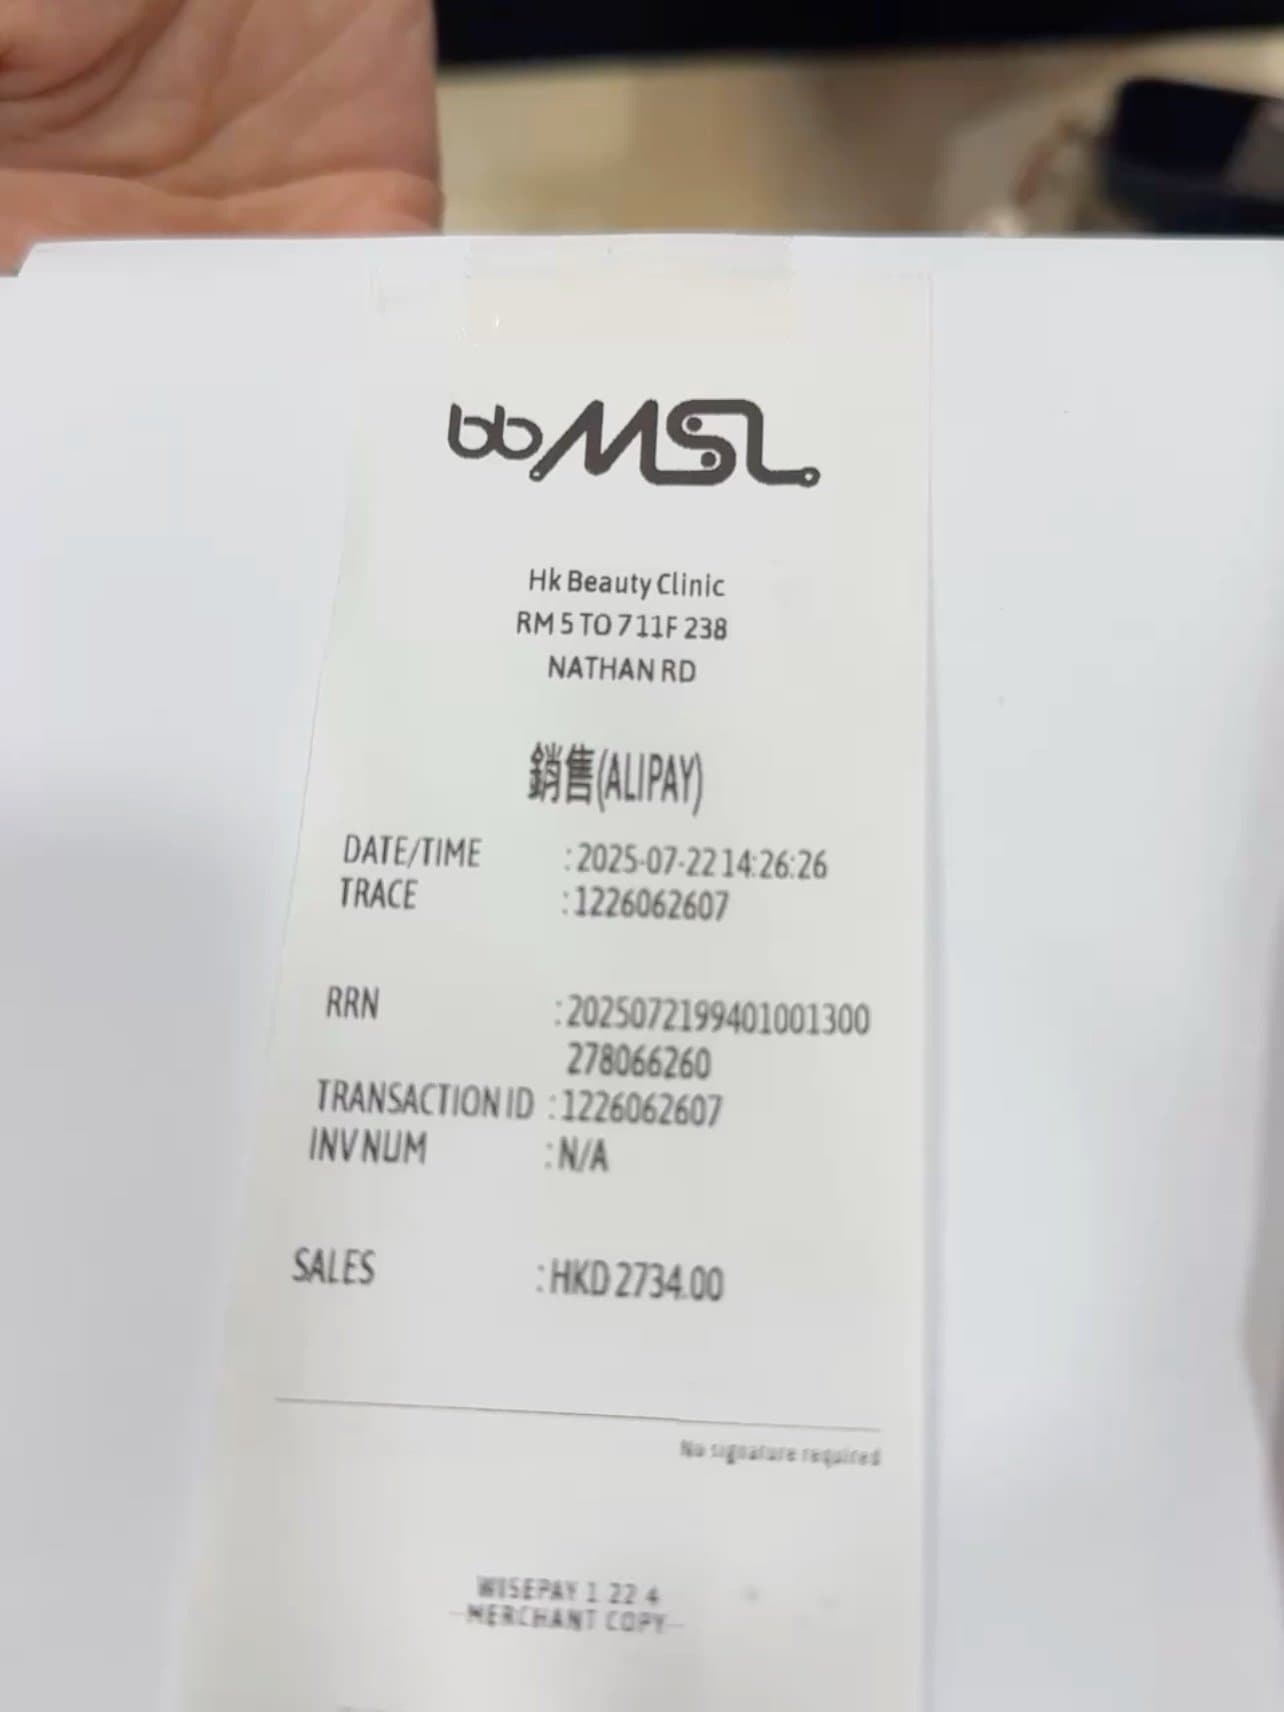 bbMSL
Hk Beauty Clinic
RM 5 TO 7 11F 238
NATHAN RD
銷售(ALIPAY)
DATE/TIME : 2025-07-22 14:26:26
TRACE : 1226062607
RRN : 2025072199401001300
278066260
TRANSACTION ID : 1226062607
INV NUM : N/A
SALES : HKD 2734.00
No signature required
WISEPAY 1 22 4
--MERCHANT COPY--